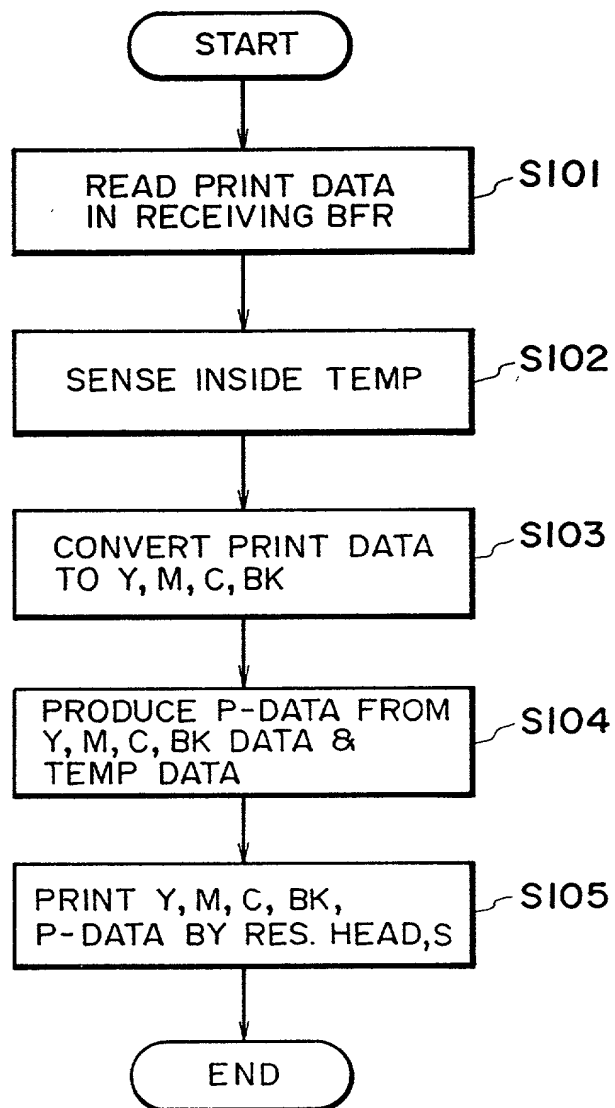 START
READ PRINT DATA
IN RECEIVING BFR
S101
SENSE INSIDE TEMP
S102
CONVERT PRINT DATA
TO Y, M, C, BK
S103
PRODUCE P-DATA FROM
Y, M, C, BK DATA &
TEMP DATA
S104
PRINT Y, M, C, BK,
P-DATA BY RES. HEAD,S
S105
END